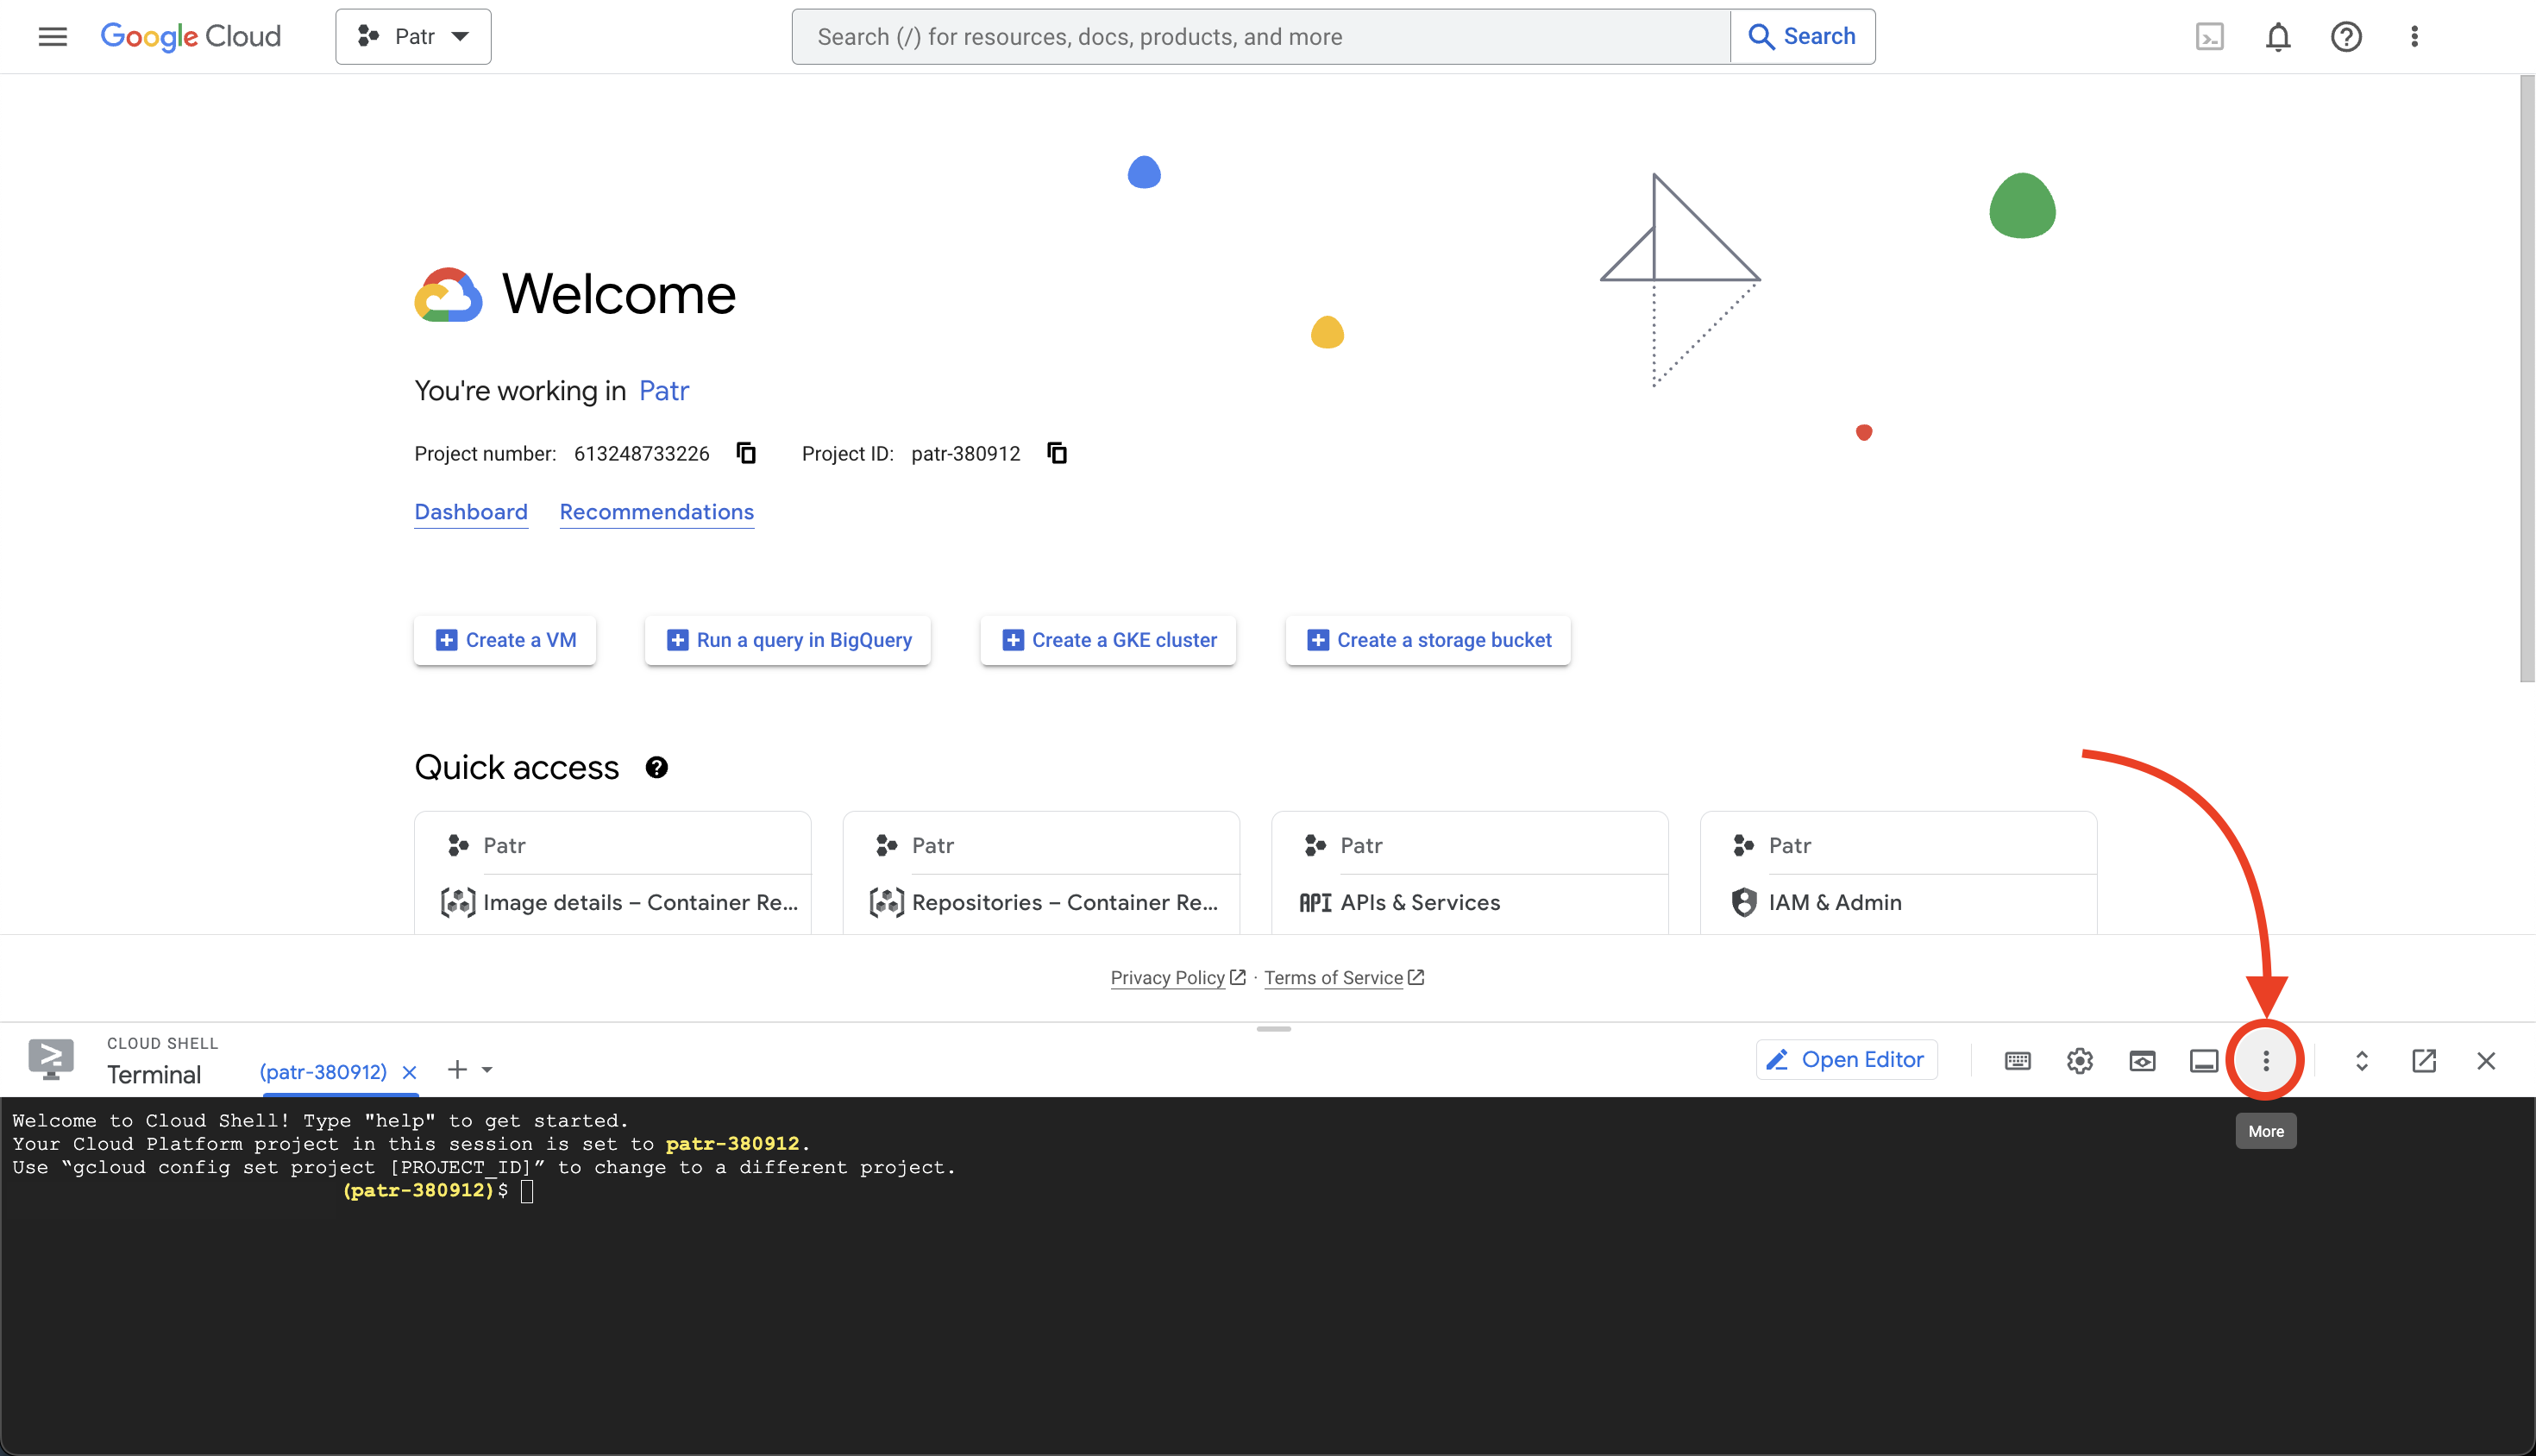 Google Cloud
Patr
Search (/) for resources, docs, products, and more
Search
Welcome
You're working in Patr
Project number: 613248733226 Project ID: patr-380912
Dashboard Recommendations
Create a VM
Run a query in BigQuery
Create a GKE cluster
Create a storage bucket
Quick access
Patr
Image details – Container Re...
Patr
Repositories – Container Re...
Patr
API APIs & Services
Patr
IAM & Admin
Privacy Policy · Terms of Service
CLOUD SHELL
Terminal
(patr-380912)
Open Editor
More
Welcome to Cloud Shell! Type "help" to get started.
Your Cloud Platform project in this session is set to patr-380912.
Use “gcloud config set project [PROJECT_ID]” to change to a different project.
(patr-380912)$